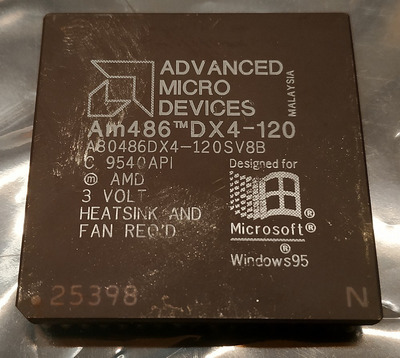 ADVANCED
MICRO
DEVICES
MALAYSIA
Am486™DX4-120
A80486DX4-120SV8B
C 9540API
ⓜ AMD
3 VOLT
HEATSINK AND
FAN REQ'D
Designed for
®
Microsoft®
Windows95
25398
N